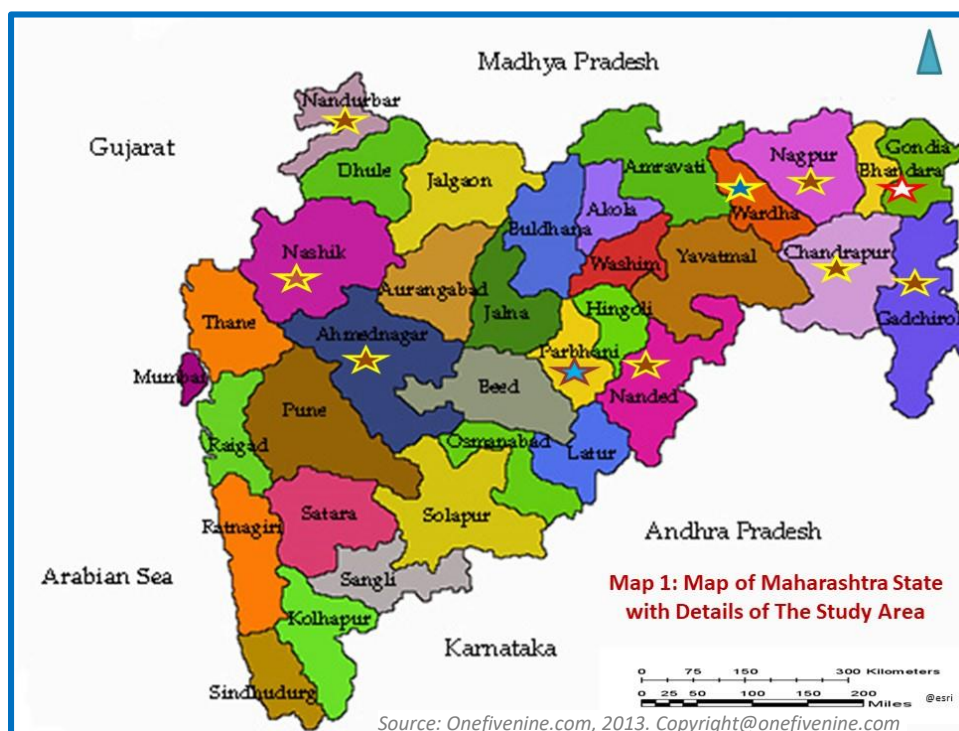 Madhya Pradesh
Nandurbar
Gujarat
Dhule
Jalgaon
Buldhana
Akola
Amravati
Wardha
Nagpur
Bhandara
Gondia
Nashik
Aurangabad
Jalna
Washim
Yavatmal
Chandrapur
Gadchiroli
Thane
Ahmednagar
Hingoli
Parbhani
Nanded
Mumbai
Pune
Beed
Raigad
Osmanabad
Latur
Ratnagiri
Satara
Solapur
Andhra Pradesh
Arabian Sea
Sangli
Kolhapur
Karnataka
Sindhudurg
Map 1: Map of Maharashtra State
with Details of The Study Area
0 75 150 300 Kilometers
0 25 50 100 150 200
Miles
@esri
Source: Onefivenine.com, 2013. Copyright@onefivenine.com